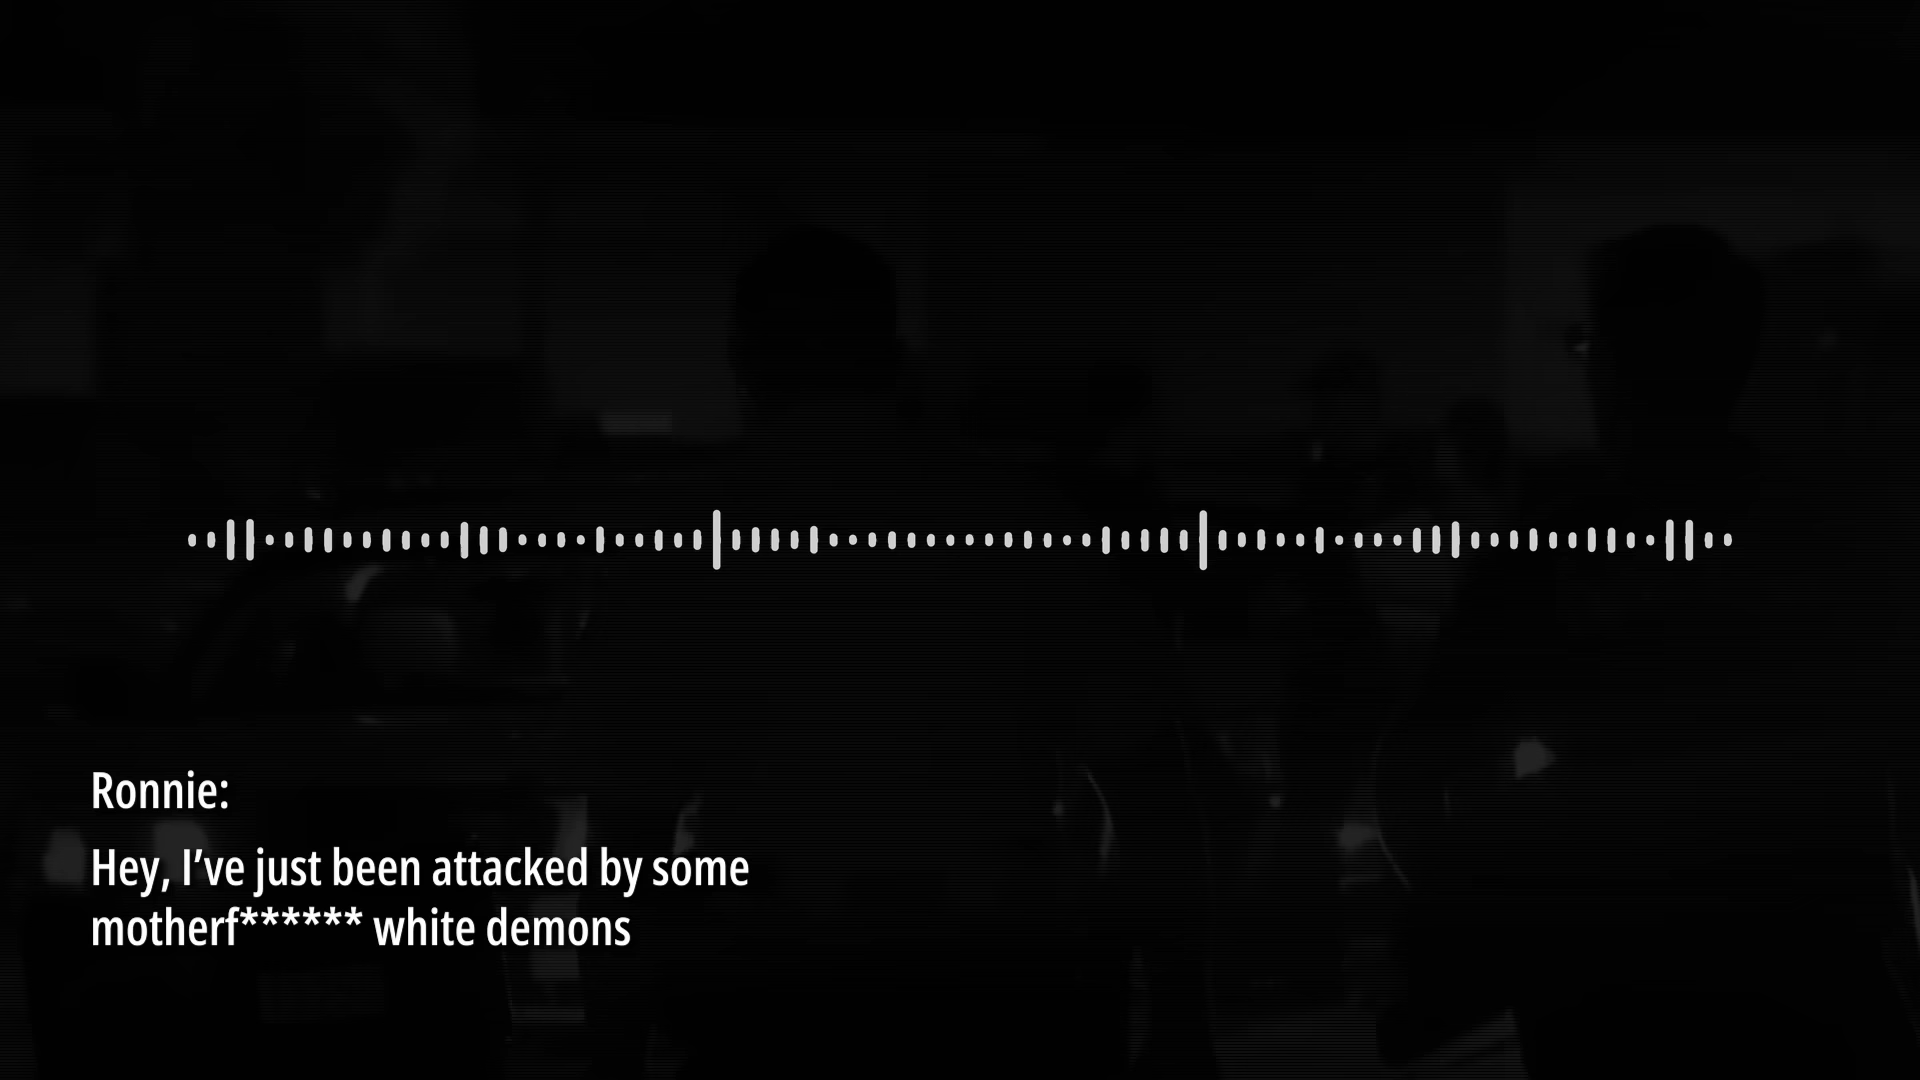 Ronnie:
Hey, I’ve just been attacked by some
motherf****** white demons